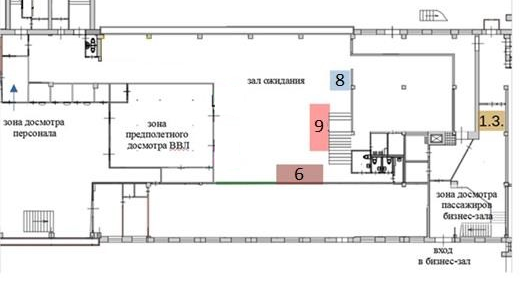 зал ожидания
8
зона досмотра
персонала
зона
предполетного
досмотра ВВЛ
9
1.3.
6
зона досмотра
пассажиров
бизнес-зала
вход
в бизнес-зал